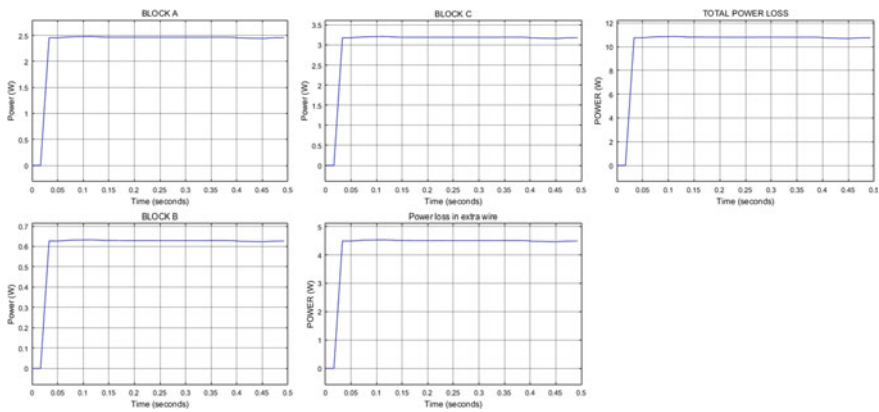 BLOCK A
Power (W)
2.5
2
1.5
1
0.5
0
0 0.05 0.1 0.15 0.2 0.25 0.3 0.35 0.4 0.45 0.5
Time (seconds)
BLOCK C
Power (W)
3.5
3
2.5
2
1.5
1
0.5
0
0 0.05 0.1 0.15 0.2 0.25 0.3 0.35 0.4 0.45 0.5
Time (seconds)
TOTAL POWER LOSS
POWER (W)
12
10
8
6
4
2
0
0 0.05 0.1 0.15 0.2 0.25 0.3 0.35 0.4 0.45 0.5
Time (seconds)
BLOCK B
Power (W)
0.7
0.6
0.5
0.4
0.3
0.2
0.1
0
0 0.05 0.1 0.15 0.2 0.25 0.3 0.35 0.4 0.45 0.5
Time (seconds)
Power loss in extra wire
POWER (W)
5
4
3
2
1
0
0 0.05 0.1 0.15 0.2 0.25 0.3 0.35 0.4 0.45 0.5
Time (seconds)